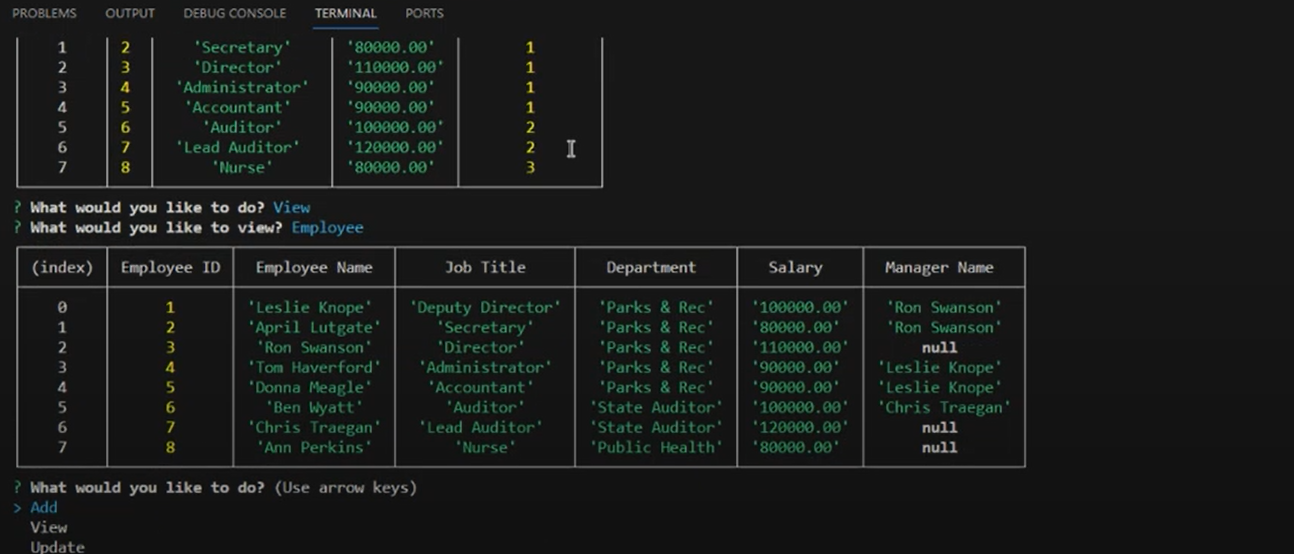 PROBLEMS OUTPUT DEBUG CONSOLE TERMINAL PORTS
1 2 'Secretary' '80000.00' 1
2 3 'Director' '110000.00' 1
3 4 'Administrator' '90000.00' 1
4 5 'Accountant' '90000.00' 1
5 6 'Auditor' '100000.00' 2
6 7 'Lead Auditor' '120000.00' 2
7 8 'Nurse' '80000.00' 3
? What would you like to do? View
? What would you like to view? Employee
(index) Employee ID Employee Name Job Title Department Salary Manager Name
0 1 'Leslie Knope' 'Deputy Director' 'Parks & Rec' '100000.00' 'Ron Swanson'
1 2 'April Lutgate' 'Secretary' 'Parks & Rec' '80000.00' 'Ron Swanson'
2 3 'Ron Swanson' 'Director' 'Parks & Rec' '110000.00' null
3 4 'Tom Haverford' 'Administrator' 'Parks & Rec' '90000.00' 'Leslie Knope'
4 5 'Donna Meagle' 'Accountant' 'Parks & Rec' '90000.00' 'Leslie Knope'
5 6 'Ben Wyatt' 'Auditor' 'State Auditor' '100000.00' 'Chris Traegan'
6 7 'Chris Traegan' 'Lead Auditor' 'State Auditor' '120000.00' null
7 8 'Ann Perkins' 'Nurse' 'Public Health' '80000.00' null
? What would you like to do? (Use arrow keys)
> Add
View
Update